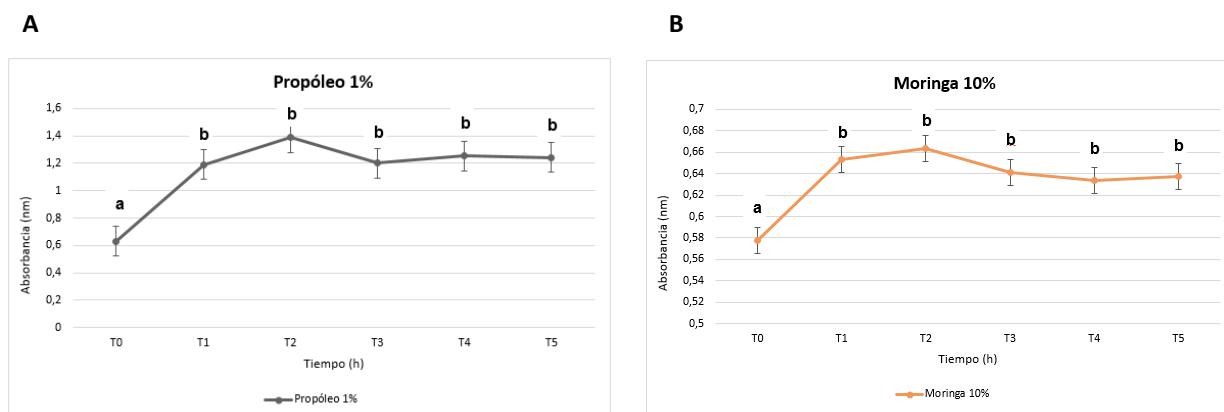 A
Propóleo 1%
Absorbancia (nm)
1,6
1,4
1,2
1
0,8
0,6
0,4
0,2
0
a
b
b
b
b
b
T0
T1
T2
T3
T4
T5
Tiempo (h)
Propóleo 1%
B
Moringa 10%
Absorbancia (nm)
0,7
0,68
0,66
0,64
0,62
0,6
0,58
0,56
0,54
0,52
0,5
a
b
b
b
b
b
T0
T1
T2
T3
T4
T5
Tiempo (h)
Moringa 10%